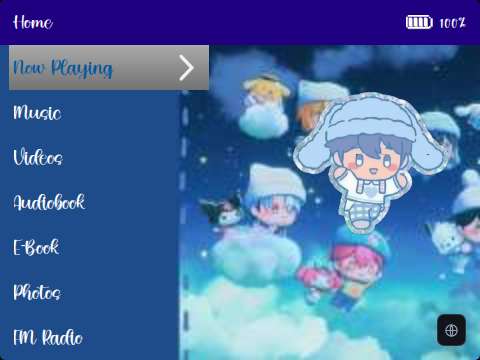 Home
100%
Now Playing
Music
Videos
Audiobook
E-Book
Photos
FM Radio